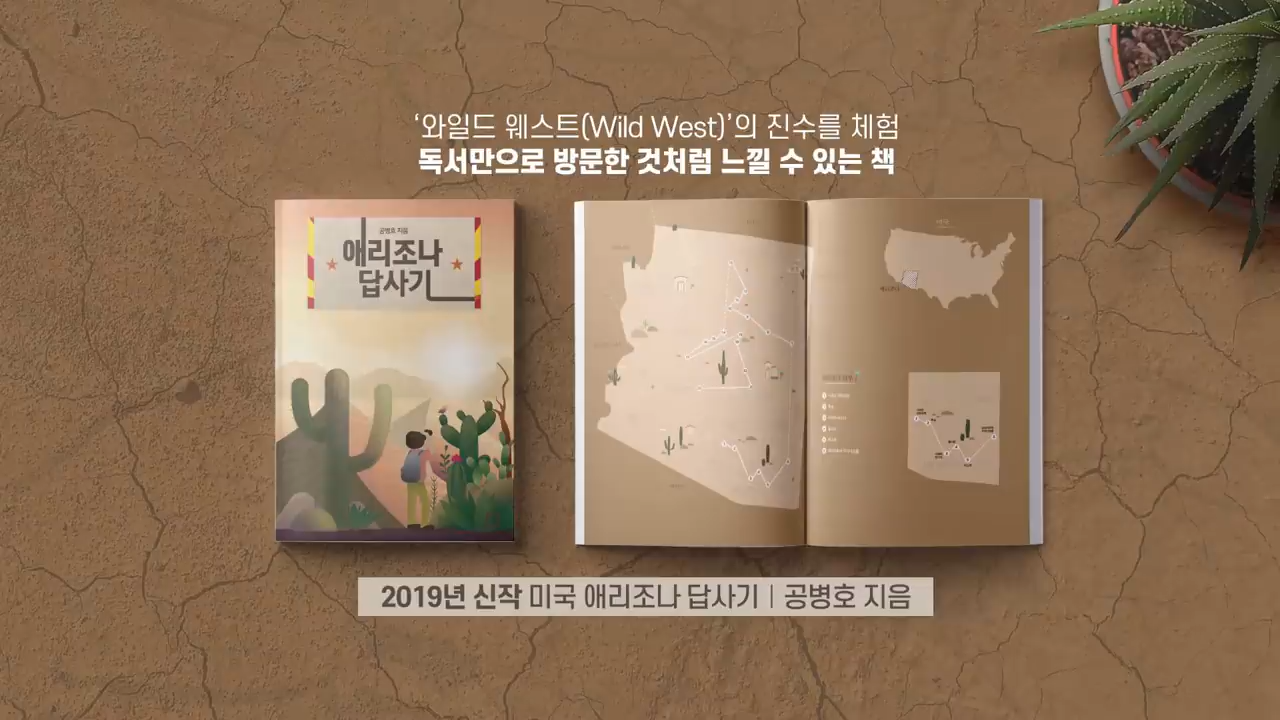 ‘와일드 웨스트(Wild West)’의 진수를 체험
독서만으로 방문한 것처럼 느낄 수 있는 책
공병호 지음
애리조나
답사기
2019년 신작 미국 애리조나 답사기 | 공병호 지음